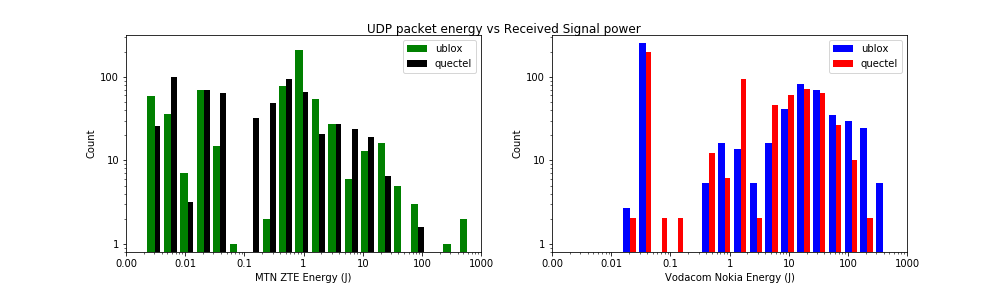 UDP packet energy vs Received Signal power
ublox
quectel
Count
100
10
1
0.00 0.01 0.1 1 10 100 1000
MTN ZTE Energy (J)
ublox
quectel
Count
100
10
1
0.00 0.01 0.1 1 10 100 1000
Vodacom Nokia Energy (J)